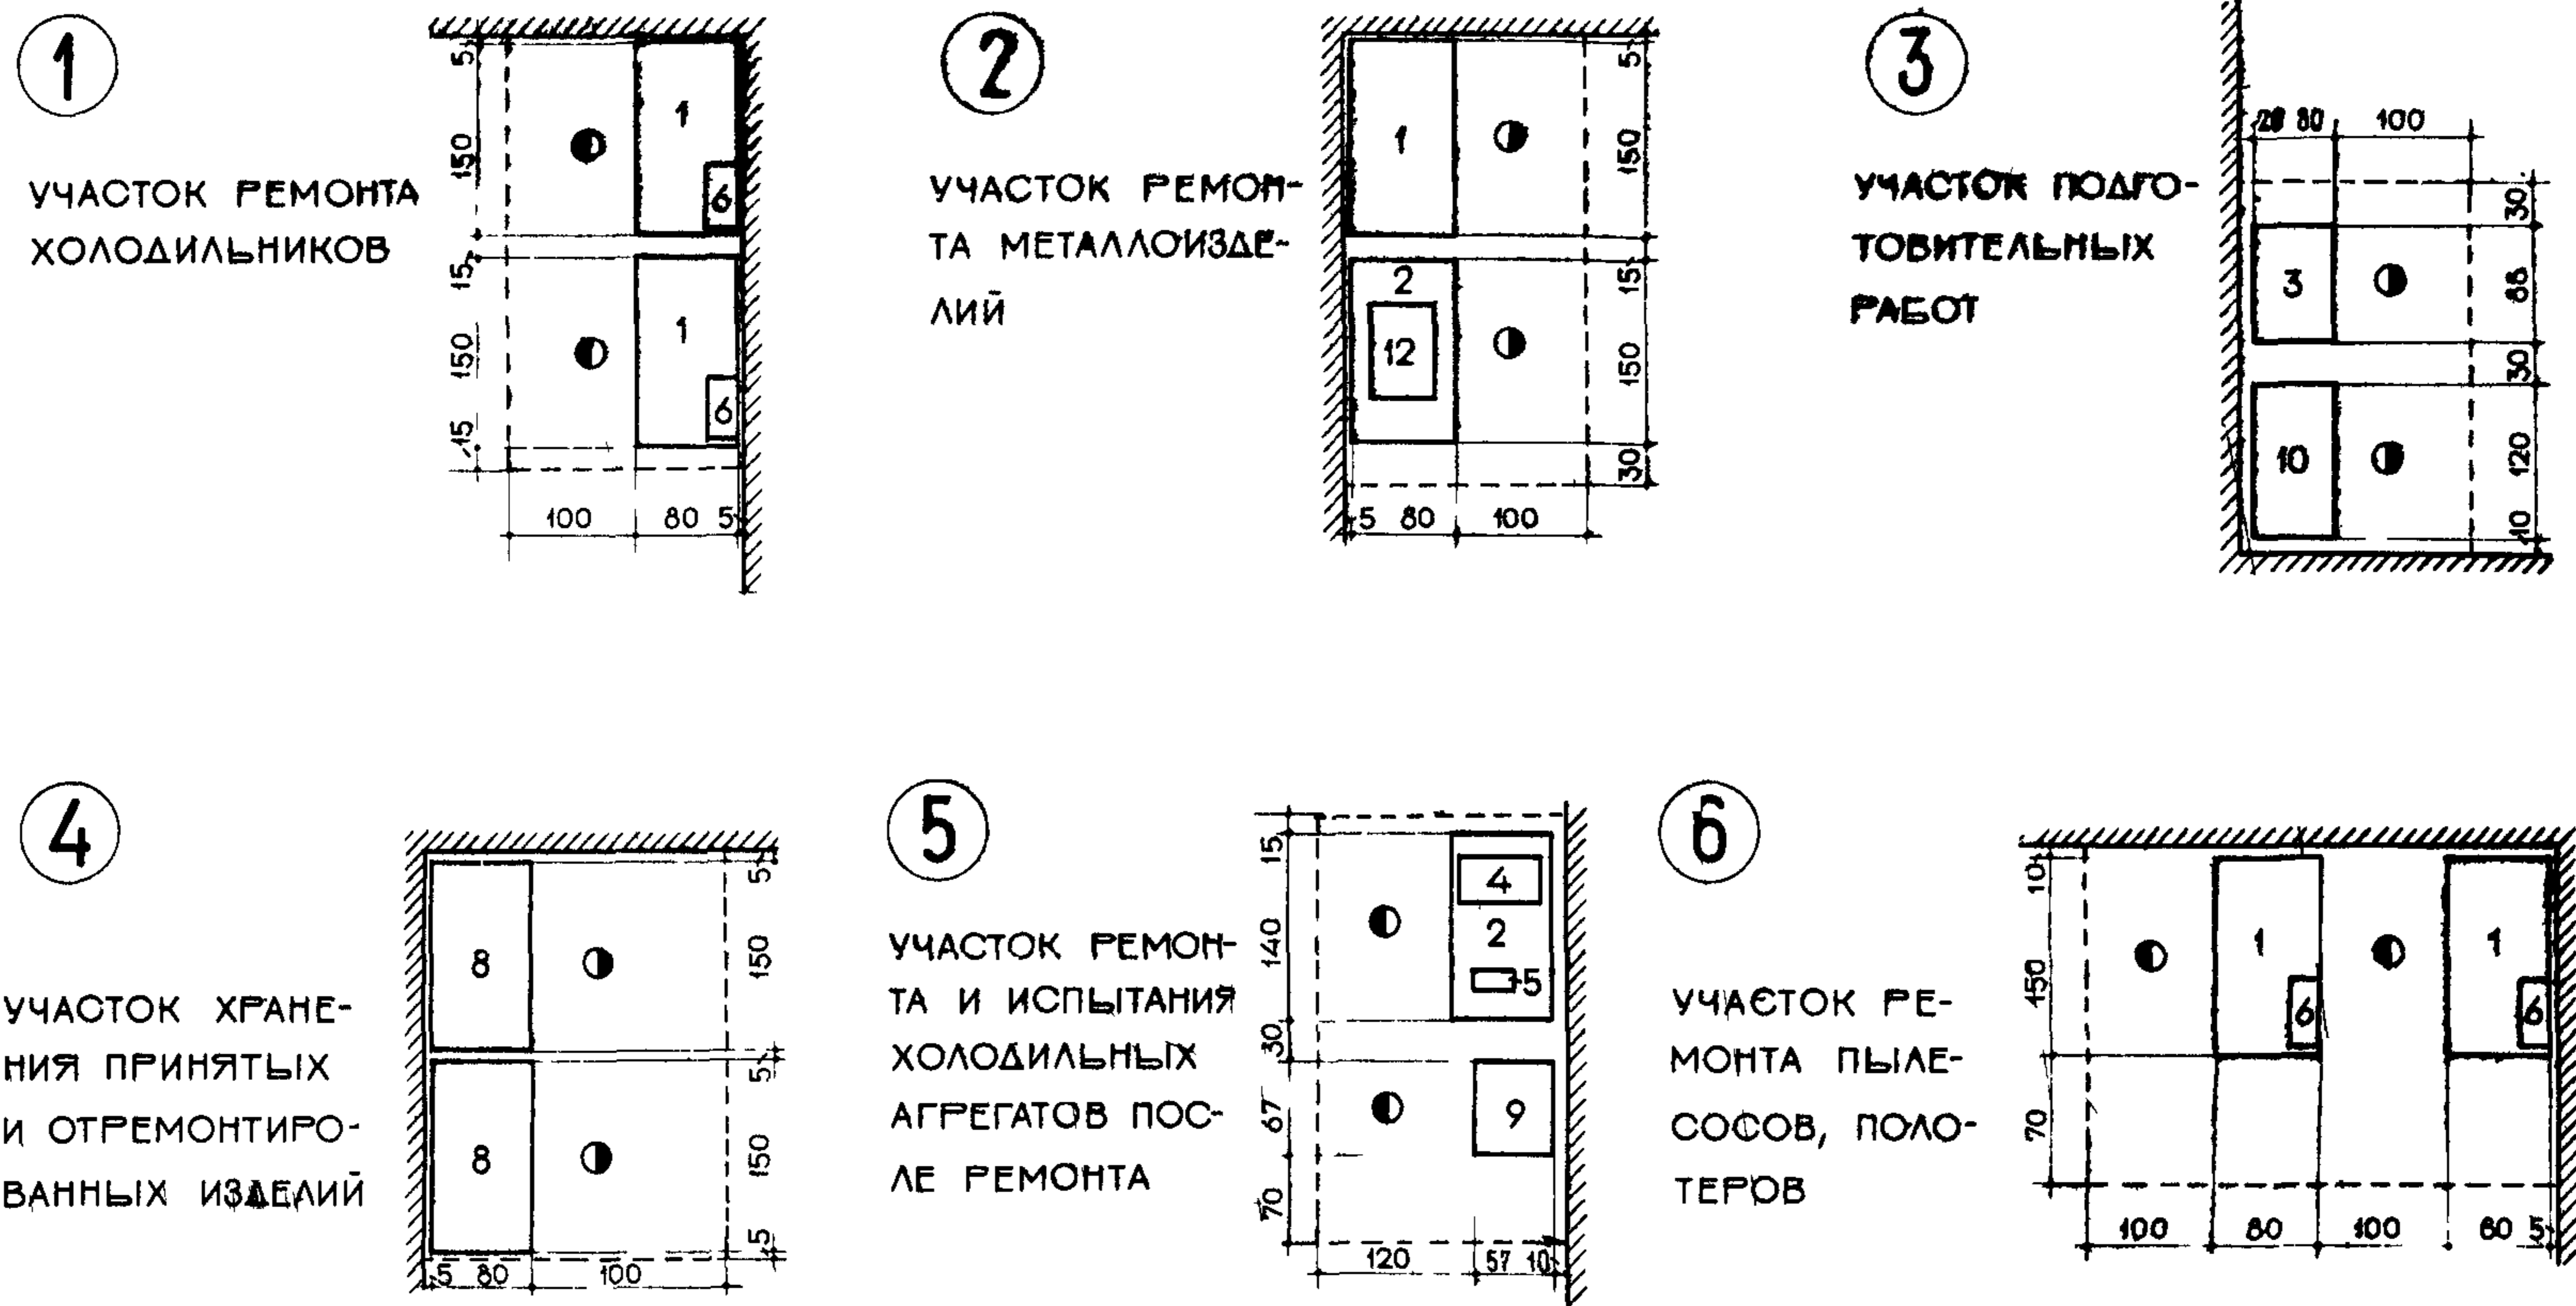 1
УЧАСТОК РЕМОНТА
ХОЛОДИЛЬНИКОВ
5
150
15
150
15
1
6
1
6
100 80 5
2
УЧАСТОК РЕМОН-
ТА МЕТАЛЛОИЗДЕ-
ЛИЙ
1
2
12
5
150
15
150
30
5 80 100
3
УЧАСТОК ПОДГО-
ТОВИТЕЛЬНЫХ
РАБОТ
80 100
3
10
30
30
120
10
4
УЧАСТОК ХРАНЕ-
НИЯ ПРИНЯТЫХ
И ОТРЕМОНТИРО-
ВАННЫХ ИЗДЕЛИЙ
8
8
5
150
5
150
5
5 80 100
5
УЧАСТОК РЕМОН-
ТА И ИСПЫТАНИЯ
ХОЛОДИЛЬНЫХ
АГРЕГАТОВ ПОС-
ЛЕ РЕМОНТА
15
140
30
67
70
4
2
5
9
120 57 10
6
УЧАСТОК РЕ-
МОНТА ПЫЛЕ-
СОСОВ, ПОЛО-
ТЕРОВ
10
150
70
1
6
1
6
100 80 100 5